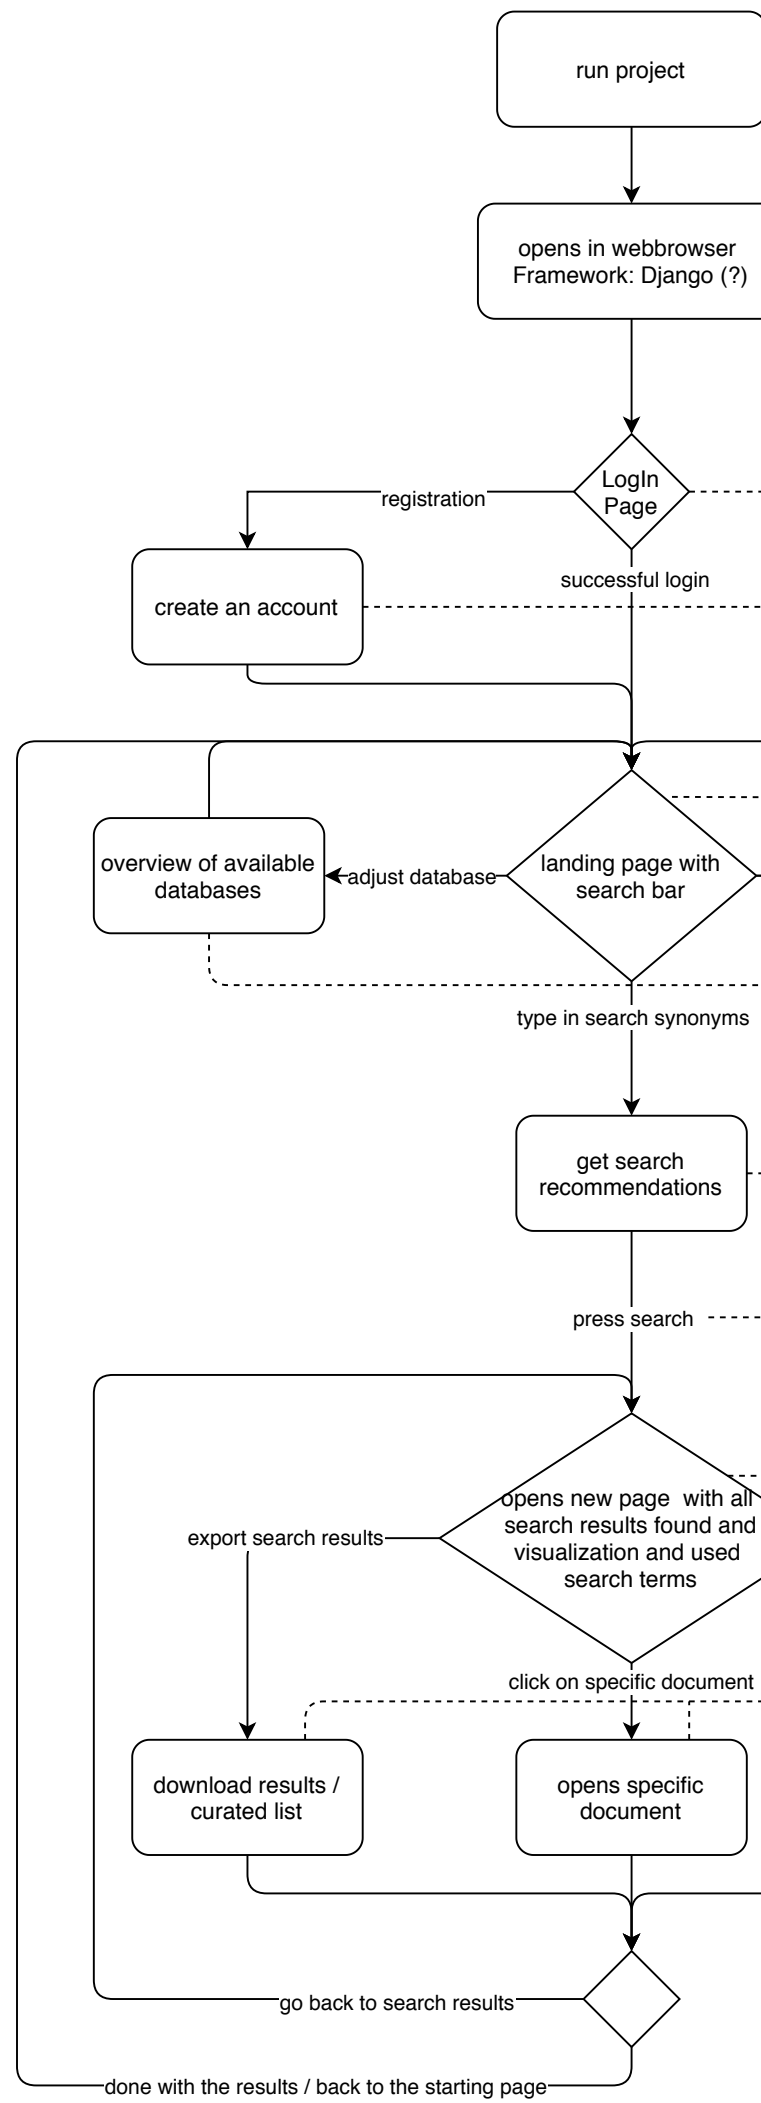 run project
opens in webbrowser
Framework: Django (?)
LogIn
Page
registration
successful login
create an account
overview of available
databases
adjust database
landing page with
search bar
type in search synonyms
get search
recommendations
press search
opens new page  with all
search results found and
visualization and used
search terms
export search results
click on specific document
download results /
curated list
opens specific
document
go back to search results
done with the results / back to the starting page